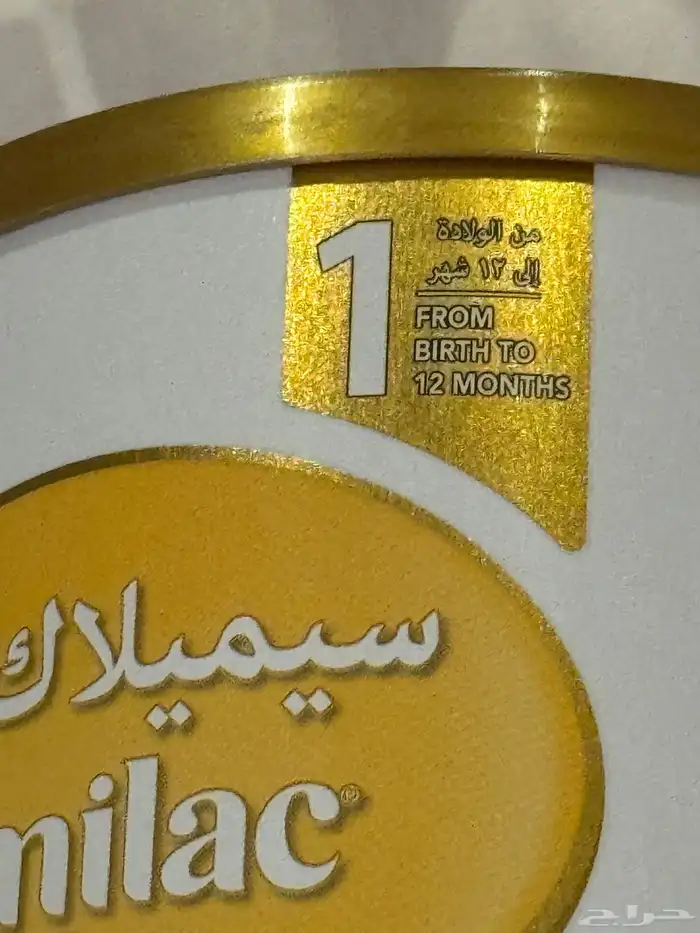 1
من الولادة
إلى ١٢ شهر
FROM
BIRTH TO
12 MONTHS
سيميلاك
milac®
حراج